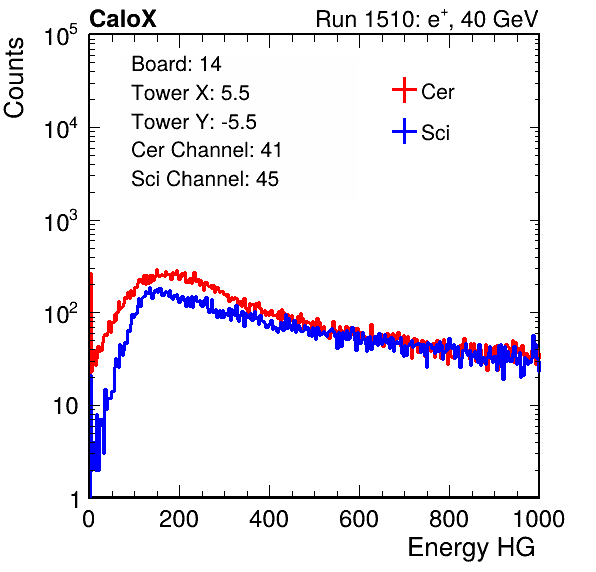 CaloX Run 1510: e⁺, 40 GeV
Counts
10⁵
10⁴
10³
10²
10
1
Board: 14
Tower X: 5.5
Tower Y: -5.5
Cer Channel: 41
Sci Channel: 45
Cer
Sci
0 200 400 600 800 1000
Energy HG